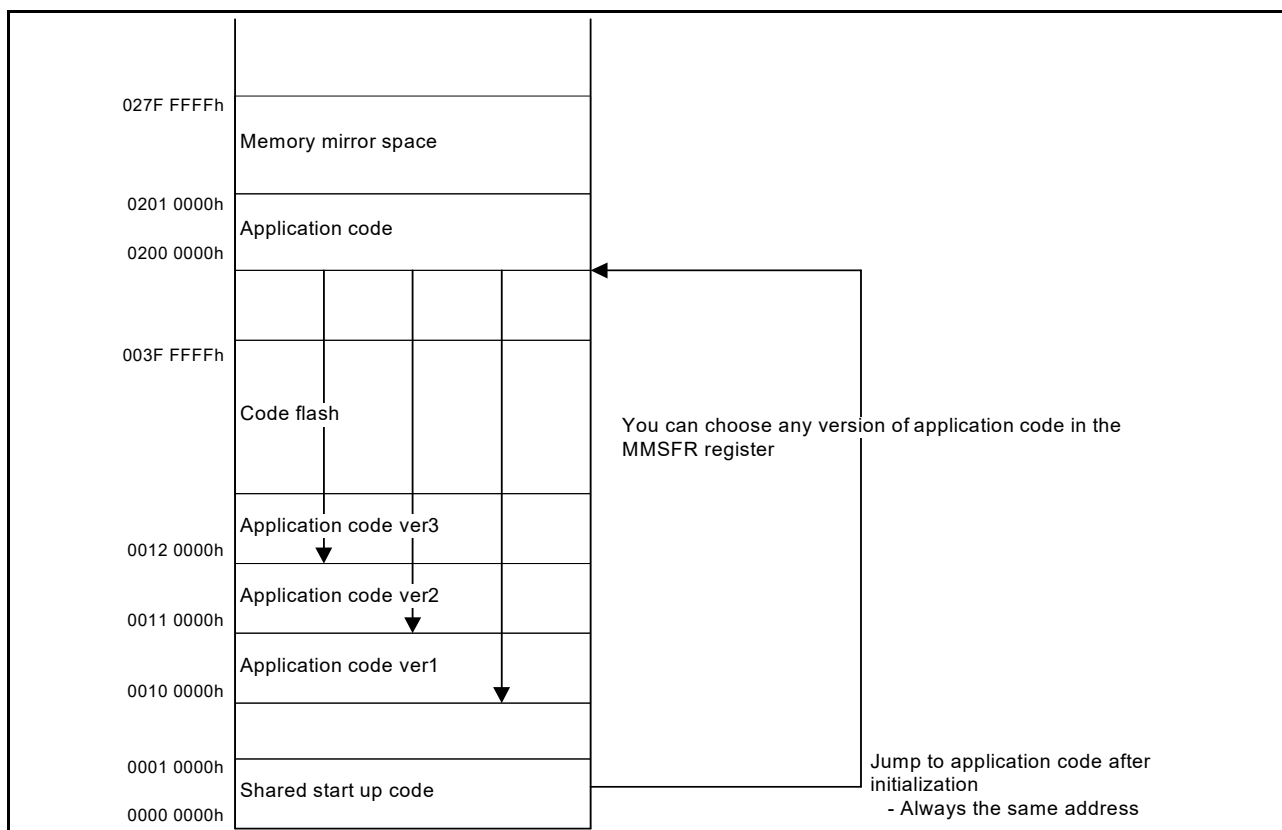 027F FFFFh
Memory mirror space
0201 0000h
Application code
0200 0000h
003F FFFFh
Code flash
You can choose any version of application code in the
MMSFR register
Application code ver3
0012 0000h
Application code ver2
0011 0000h
Application code ver1
0010 0000h
0001 0000h
Shared start up code
0000 0000h
Jump to application code after
initialization
- Always the same address